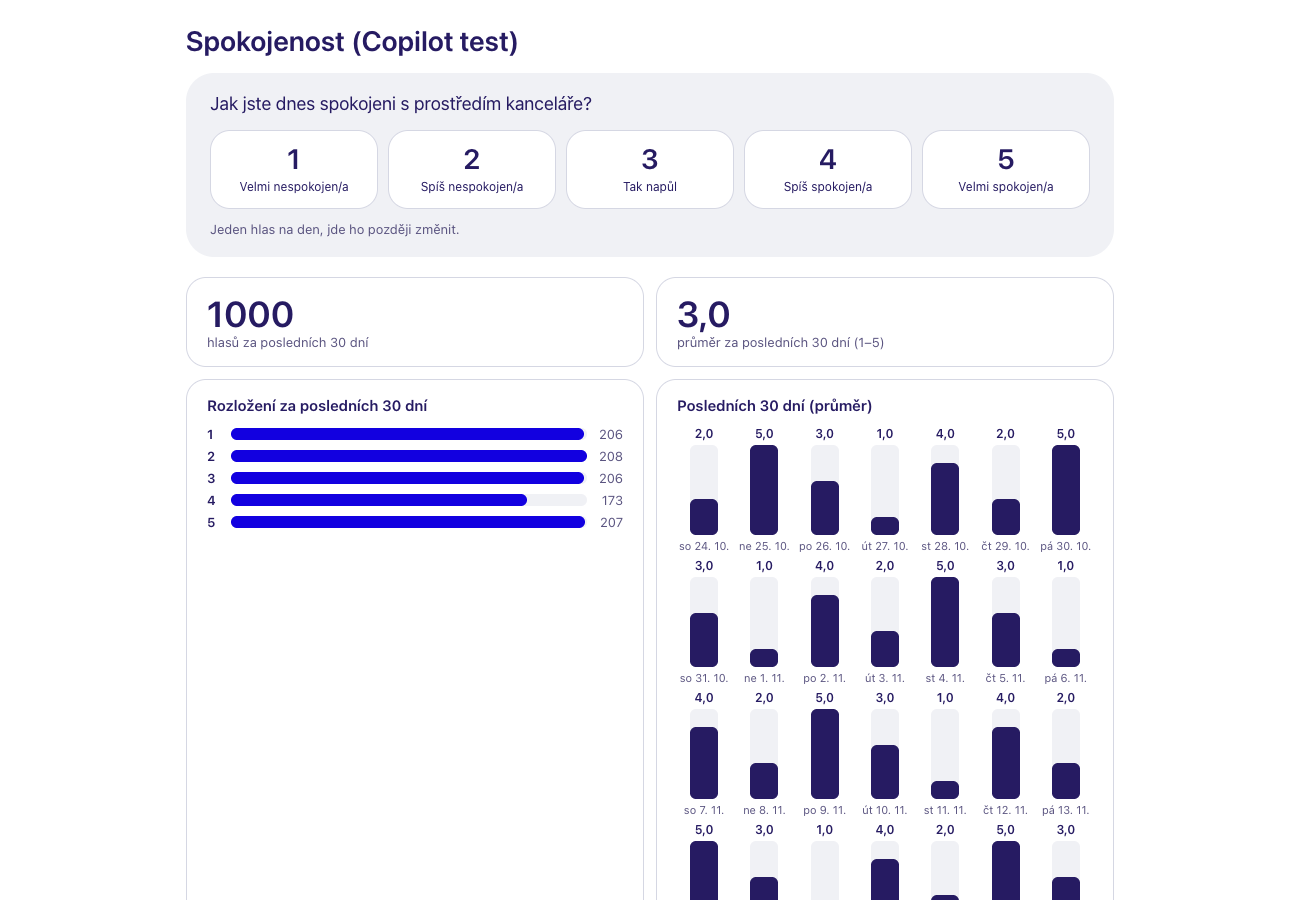 Spokojenost (Copilot test)
Jak jste dnes spokojeni s prostředím kanceláře?
1
Velmi nespokojen/a
2
Spíš nespokojen/a
3
Tak napůl
4
Spíš spokojen/a
5
Velmi spokojen/a
Jeden hlas na den, jde ho později změnit.
1000
hlasů za posledních 30 dní
3,0
průměr za posledních 30 dní (1–5)
Rozložení za posledních 30 dní
1 206
2 208
3 206
4 173
5 207
Posledních 30 dní (průměr)
2,0 5,0 3,0 1,0 4,0 2,0 5,0
so 24. 10. ne 25. 10. po 26. 10. út 27. 10. st 28. 10. čt 29. 10. pá 30. 10.
3,0 1,0 4,0 2,0 5,0 3,0 1,0
so 31. 10. ne 1. 11. po 2. 11. út 3. 11. st 4. 11. čt 5. 11. pá 6. 11.
4,0 2,0 5,0 3,0 1,0 4,0 2,0
so 7. 11. ne 8. 11. po 9. 11. út 10. 11. st 11. 11. čt 12. 11. pá 13. 11.
5,0 3,0 1,0 4,0 2,0 5,0 3,0